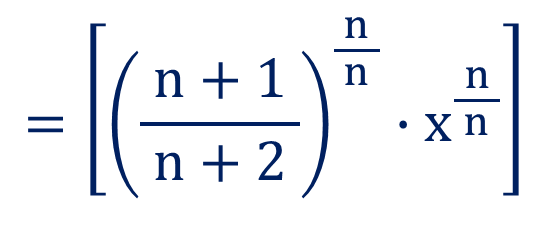 = [((n + 1)/(n + 2))^(n/n) · x^(n/n)]